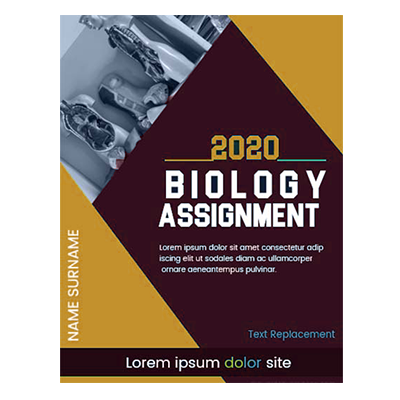 2020
BIOLOGY
ASSIGNMENT
Lorem ipsum dolor sit amet consectetur adip
iscing elit ut sodales diam ac ullamcorper
ornare aeneantempus pulvinar.
NAME SURNAME
Text Replacement
Lorem ipsum dolor site